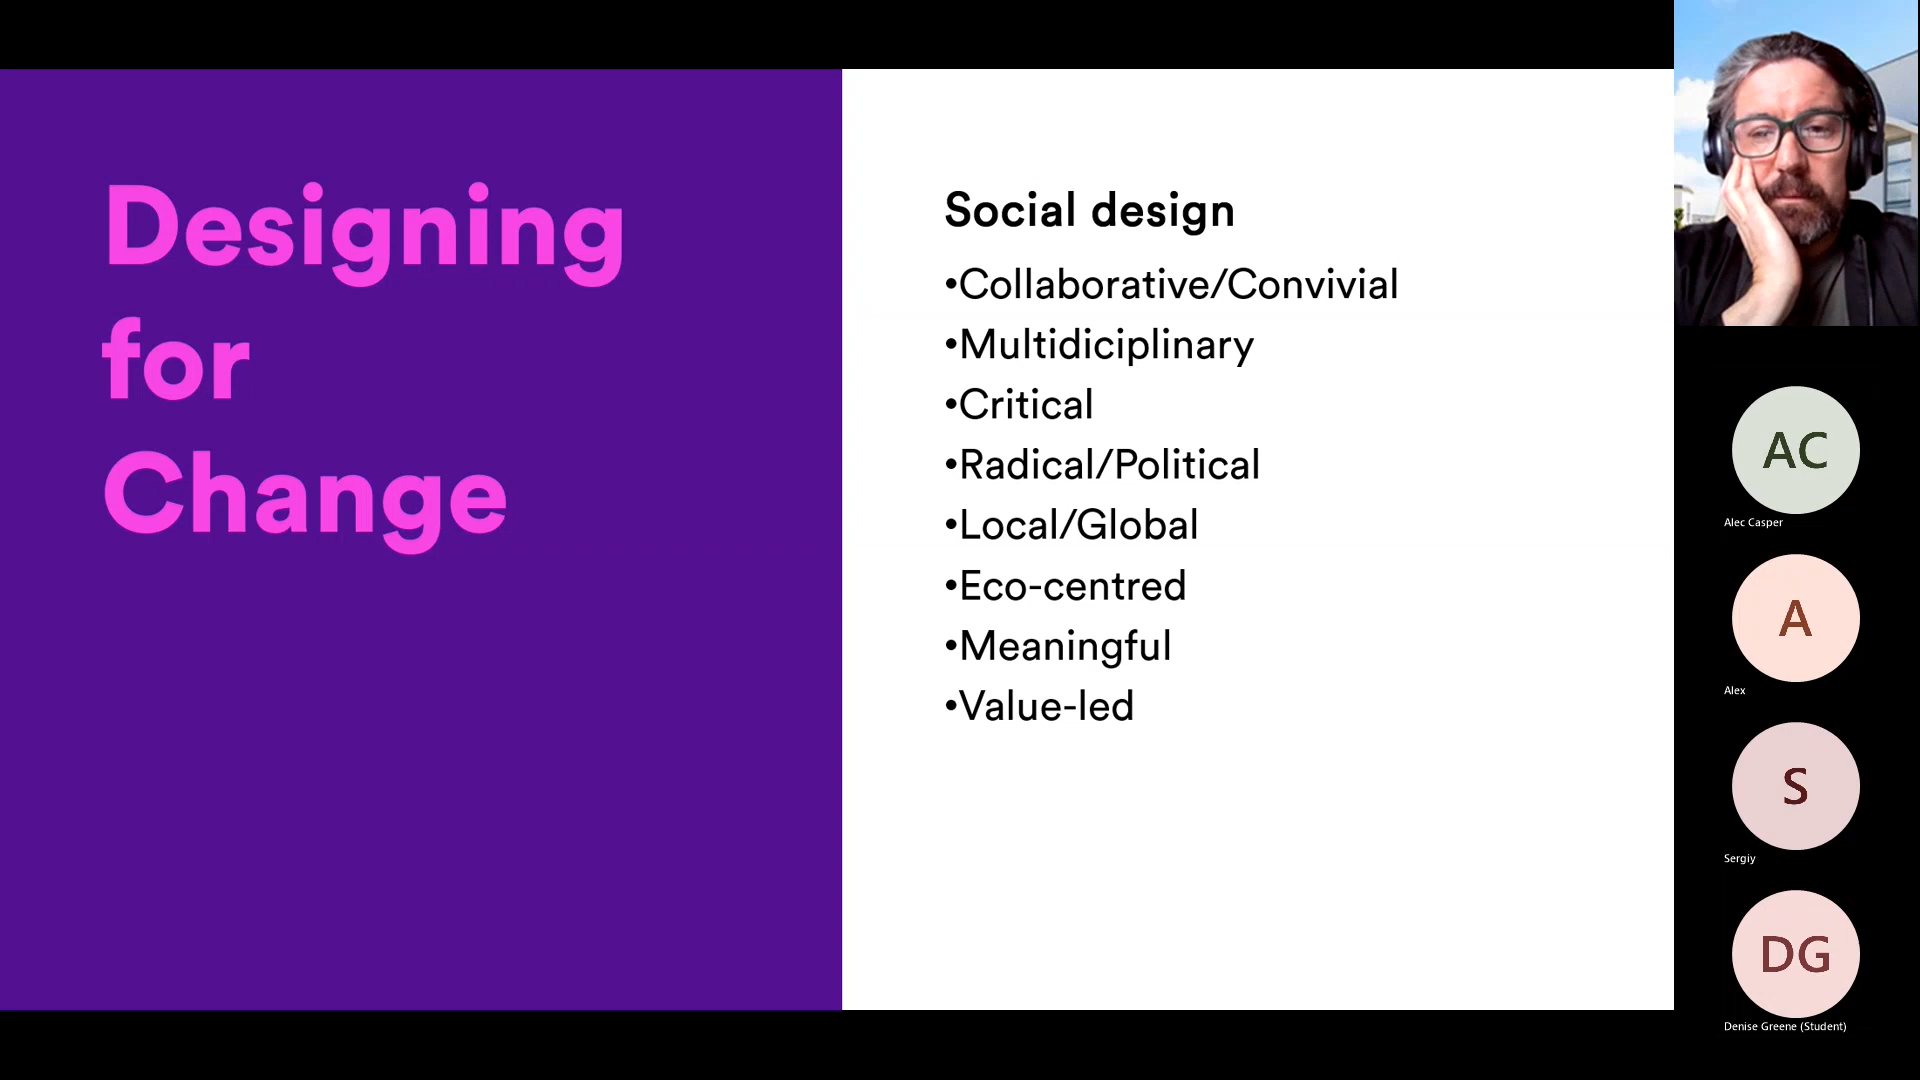 Designing
for
Change
Social design
•Collaborative/Convivial
•Multidiciplinary
•Critical
•Radical/Political
•Local/Global
•Eco-centred
•Meaningful
•Value-led
AC
Alec Casper
A
Alex
S
Sergiy
DG
Denise Greene (Student)